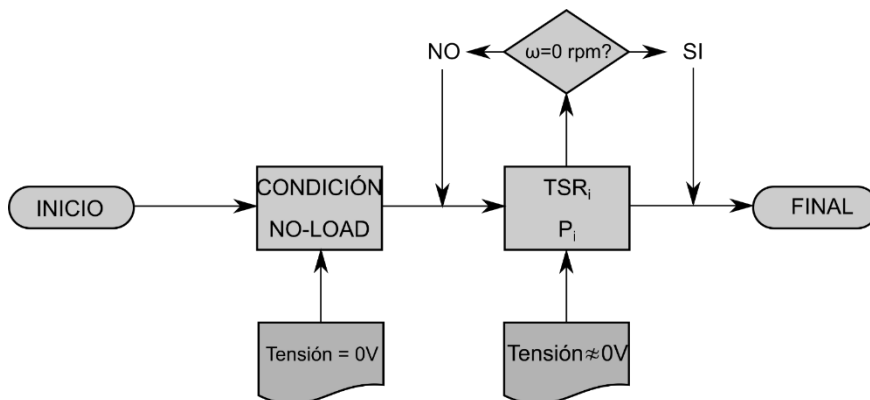 NO
ω=0 rpm?
SI
INICIO
CONDICIÓN
NO-LOAD
TSRi
Pi
FINAL
Tensión = 0V
Tensión≉0V